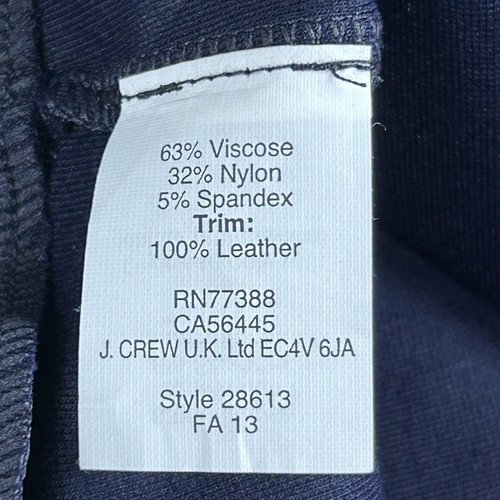 63% Viscose
32% Nylon
5% Spandex
Trim:
100% Leather
RN77388
CA56445
J. CREW U.K. Ltd EC4V 6JA
Style 28613
FA 13